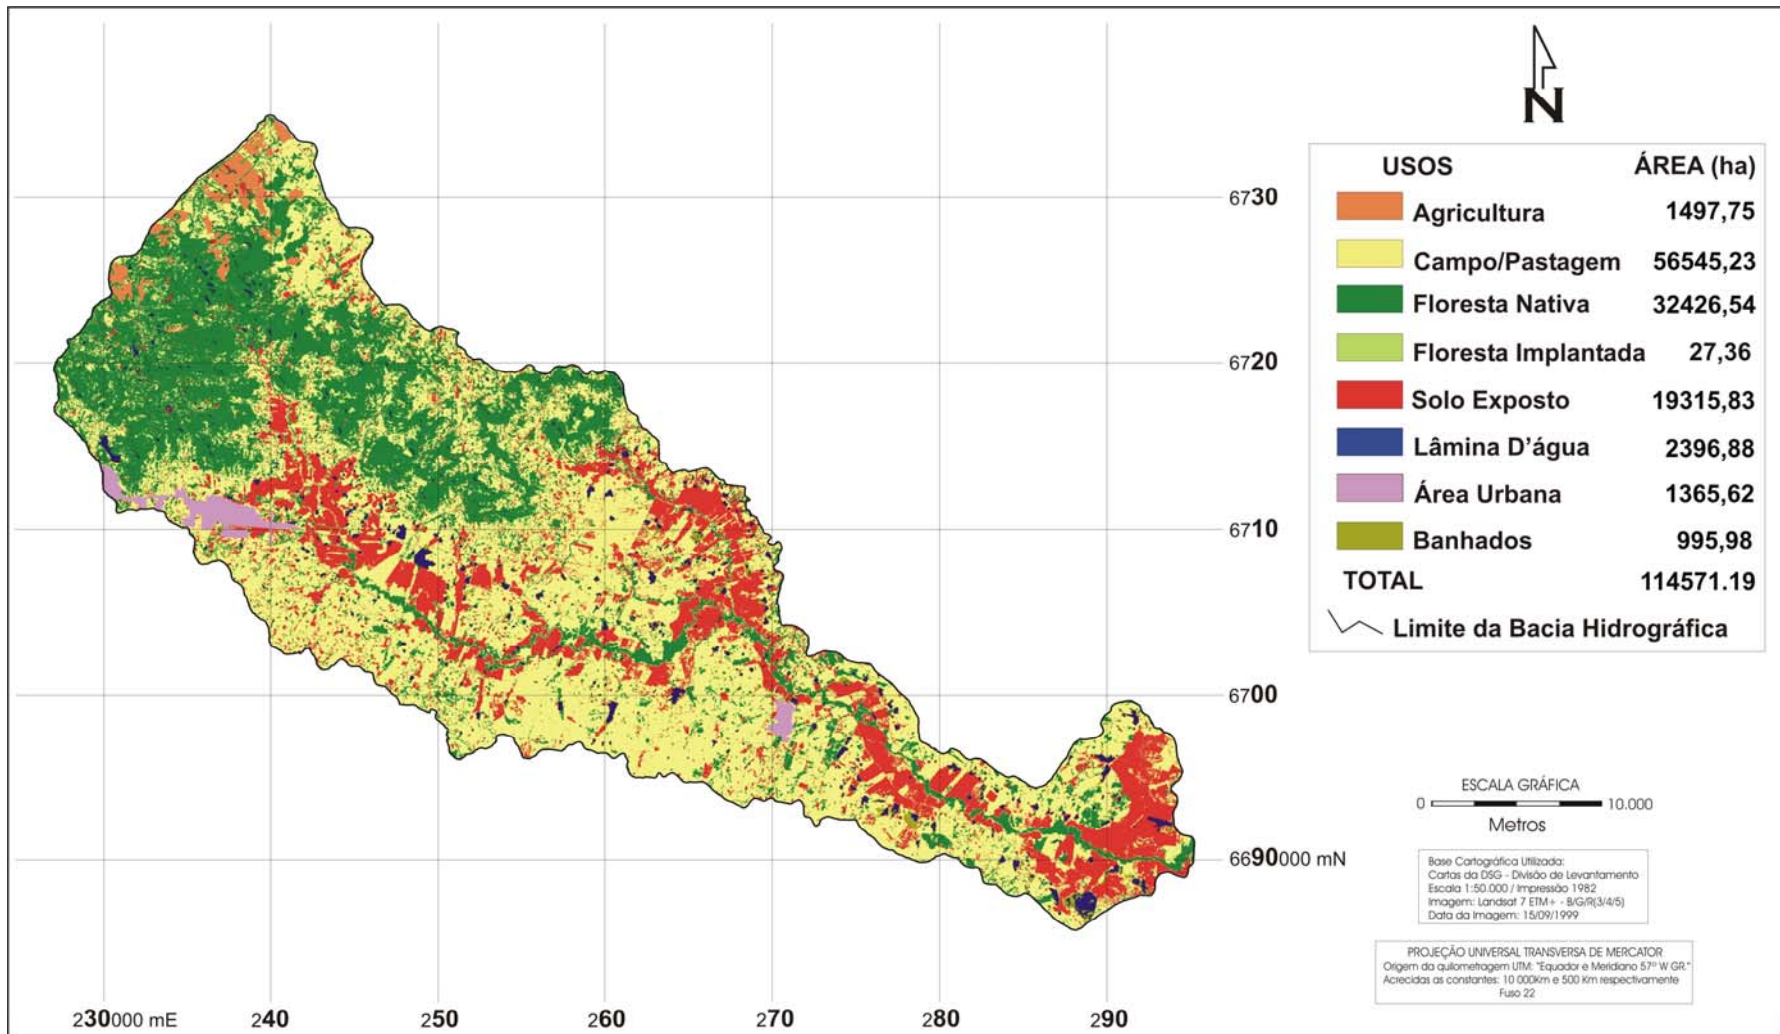 N
USOS ÁREA (ha)
Agricultura 1497,75
Campo/Pastagem 56545,23
Floresta Nativa 32426,54
Floresta Implantada 27,36
Solo Exposto 19315,83
Lâmina D'água 2396,88
Área Urbana 1365,62
Banhados 995,98
TOTAL 114571.19
Limite da Bacia Hidrográfica
6730
6720
6710
6700
6690000 mN
ESCALA GRÁFICA
0 10.000
Metros
Base Cartográfica Utilizada:
Cartas da DSG - Divisão de Levantamento
Escala 1:50.000 / Impressão 1982
Imagem: Landsat 7 ETM+ - B/G/R(3/4/5)
Data da Imagem: 15/09/1999
PROJEÇÃO UNIVERSAL TRANSVERSA DE MERCATOR
Origem da quilometragem UTM: "Equador e Meridiano 57º W GR."
Acrecidas as constantes: 10 000Km e 500 Km respectivamente
Fuso 22
230000 mE 240 250 260 270 280 290